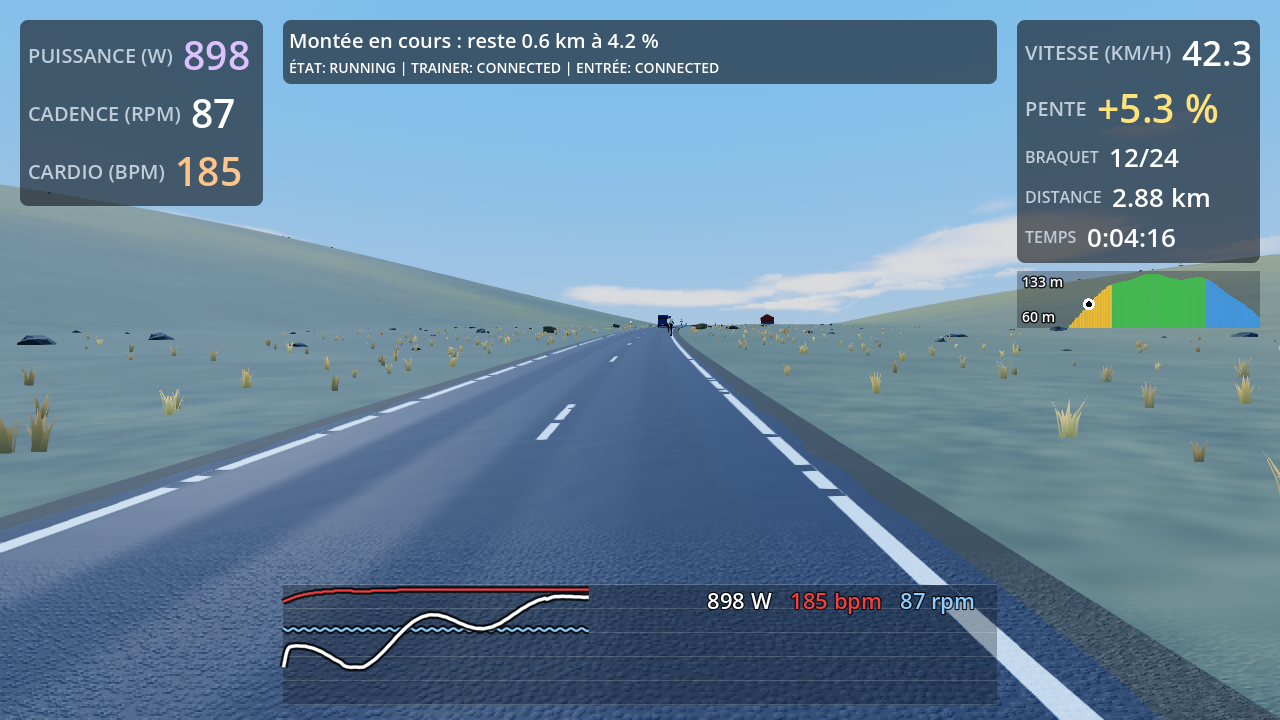 PUISSANCE (W) 898
CADENCE (RPM) 87
CARDIO (BPM) 185
Montée en cours : reste 0.6 km à 4.2 %
ÉTAT: RUNNING | TRAINER: CONNECTED | ENTRÉE: CONNECTED
VITESSE (KM/H) 42.3
PENTE +5.3 %
BRAQUET 12/24
DISTANCE 2.88 km
TEMPS 0:04:16
133 m
60 m
898 W 185 bpm 87 rpm